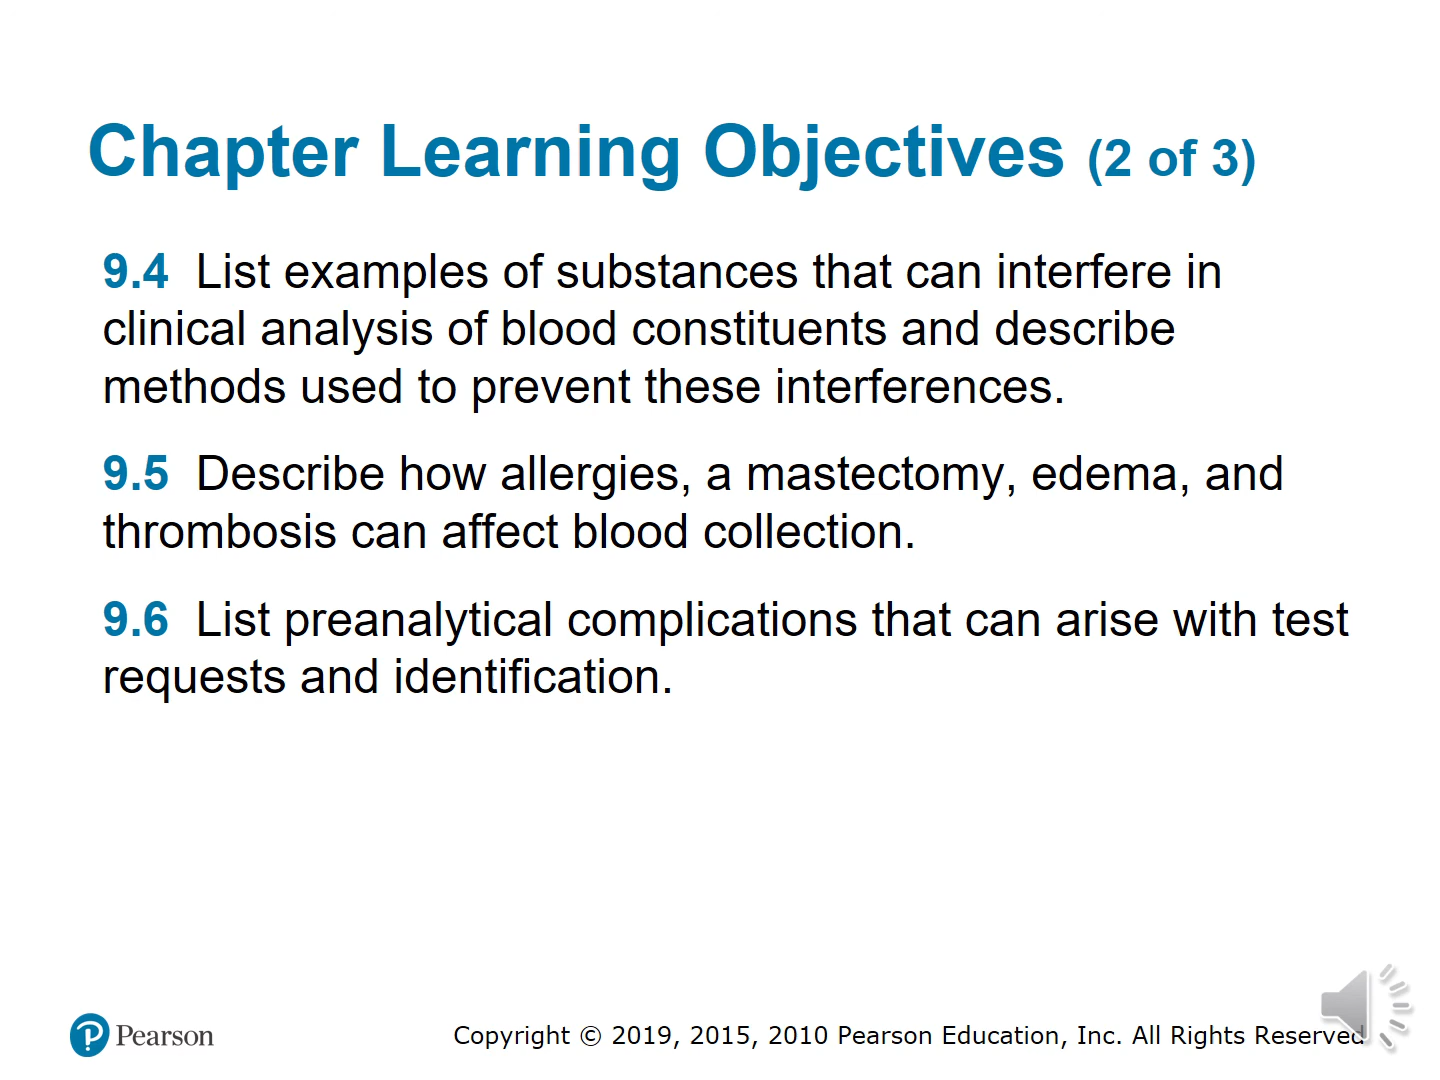 Chapter Learning Objectives (2 of 3)
9.4 List examples of substances that can interfere in
clinical analysis of blood constituents and describe
methods used to prevent these interferences.
9.5 Describe how allergies, a mastectomy, edema, and
thrombosis can affect blood collection.
9.6 List preanalytical complications that can arise with test
requests and identification.
Pearson
Copyright © 2019, 2015, 2010 Pearson Education, Inc. All Rights Reserved